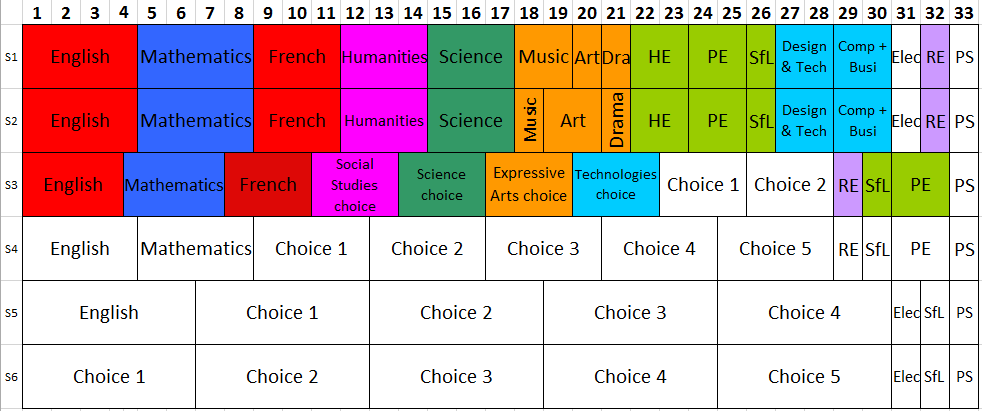 1 2 3 4 5 6 7 8 9 10 11 12 13 14 15 16 17 18 19 20 21 22 23 24 25 26 27 28 29 30 31 32 33
S1 English Mathematics French Humanities Science Music Art Dra HE PE SfL Design & Tech Comp + Busi Elec RE PS
S2 English Mathematics French Humanities Science Music Art Drama HE PE SfL Design & Tech Comp + Busi Elec RE PS
S3 English Mathematics French Social Studies choice Science choice Expressive Arts choice Technologies choice Choice 1 Choice 2 RE SfL PE PS
S4 English Mathematics Choice 1 Choice 2 Choice 3 Choice 4 Choice 5 RE SfL PE PS
S5 English Choice 1 Choice 2 Choice 3 Choice 4 Elec SfL PS
S6 Choice 1 Choice 2 Choice 3 Choice 4 Choice 5 Elec SfL PS